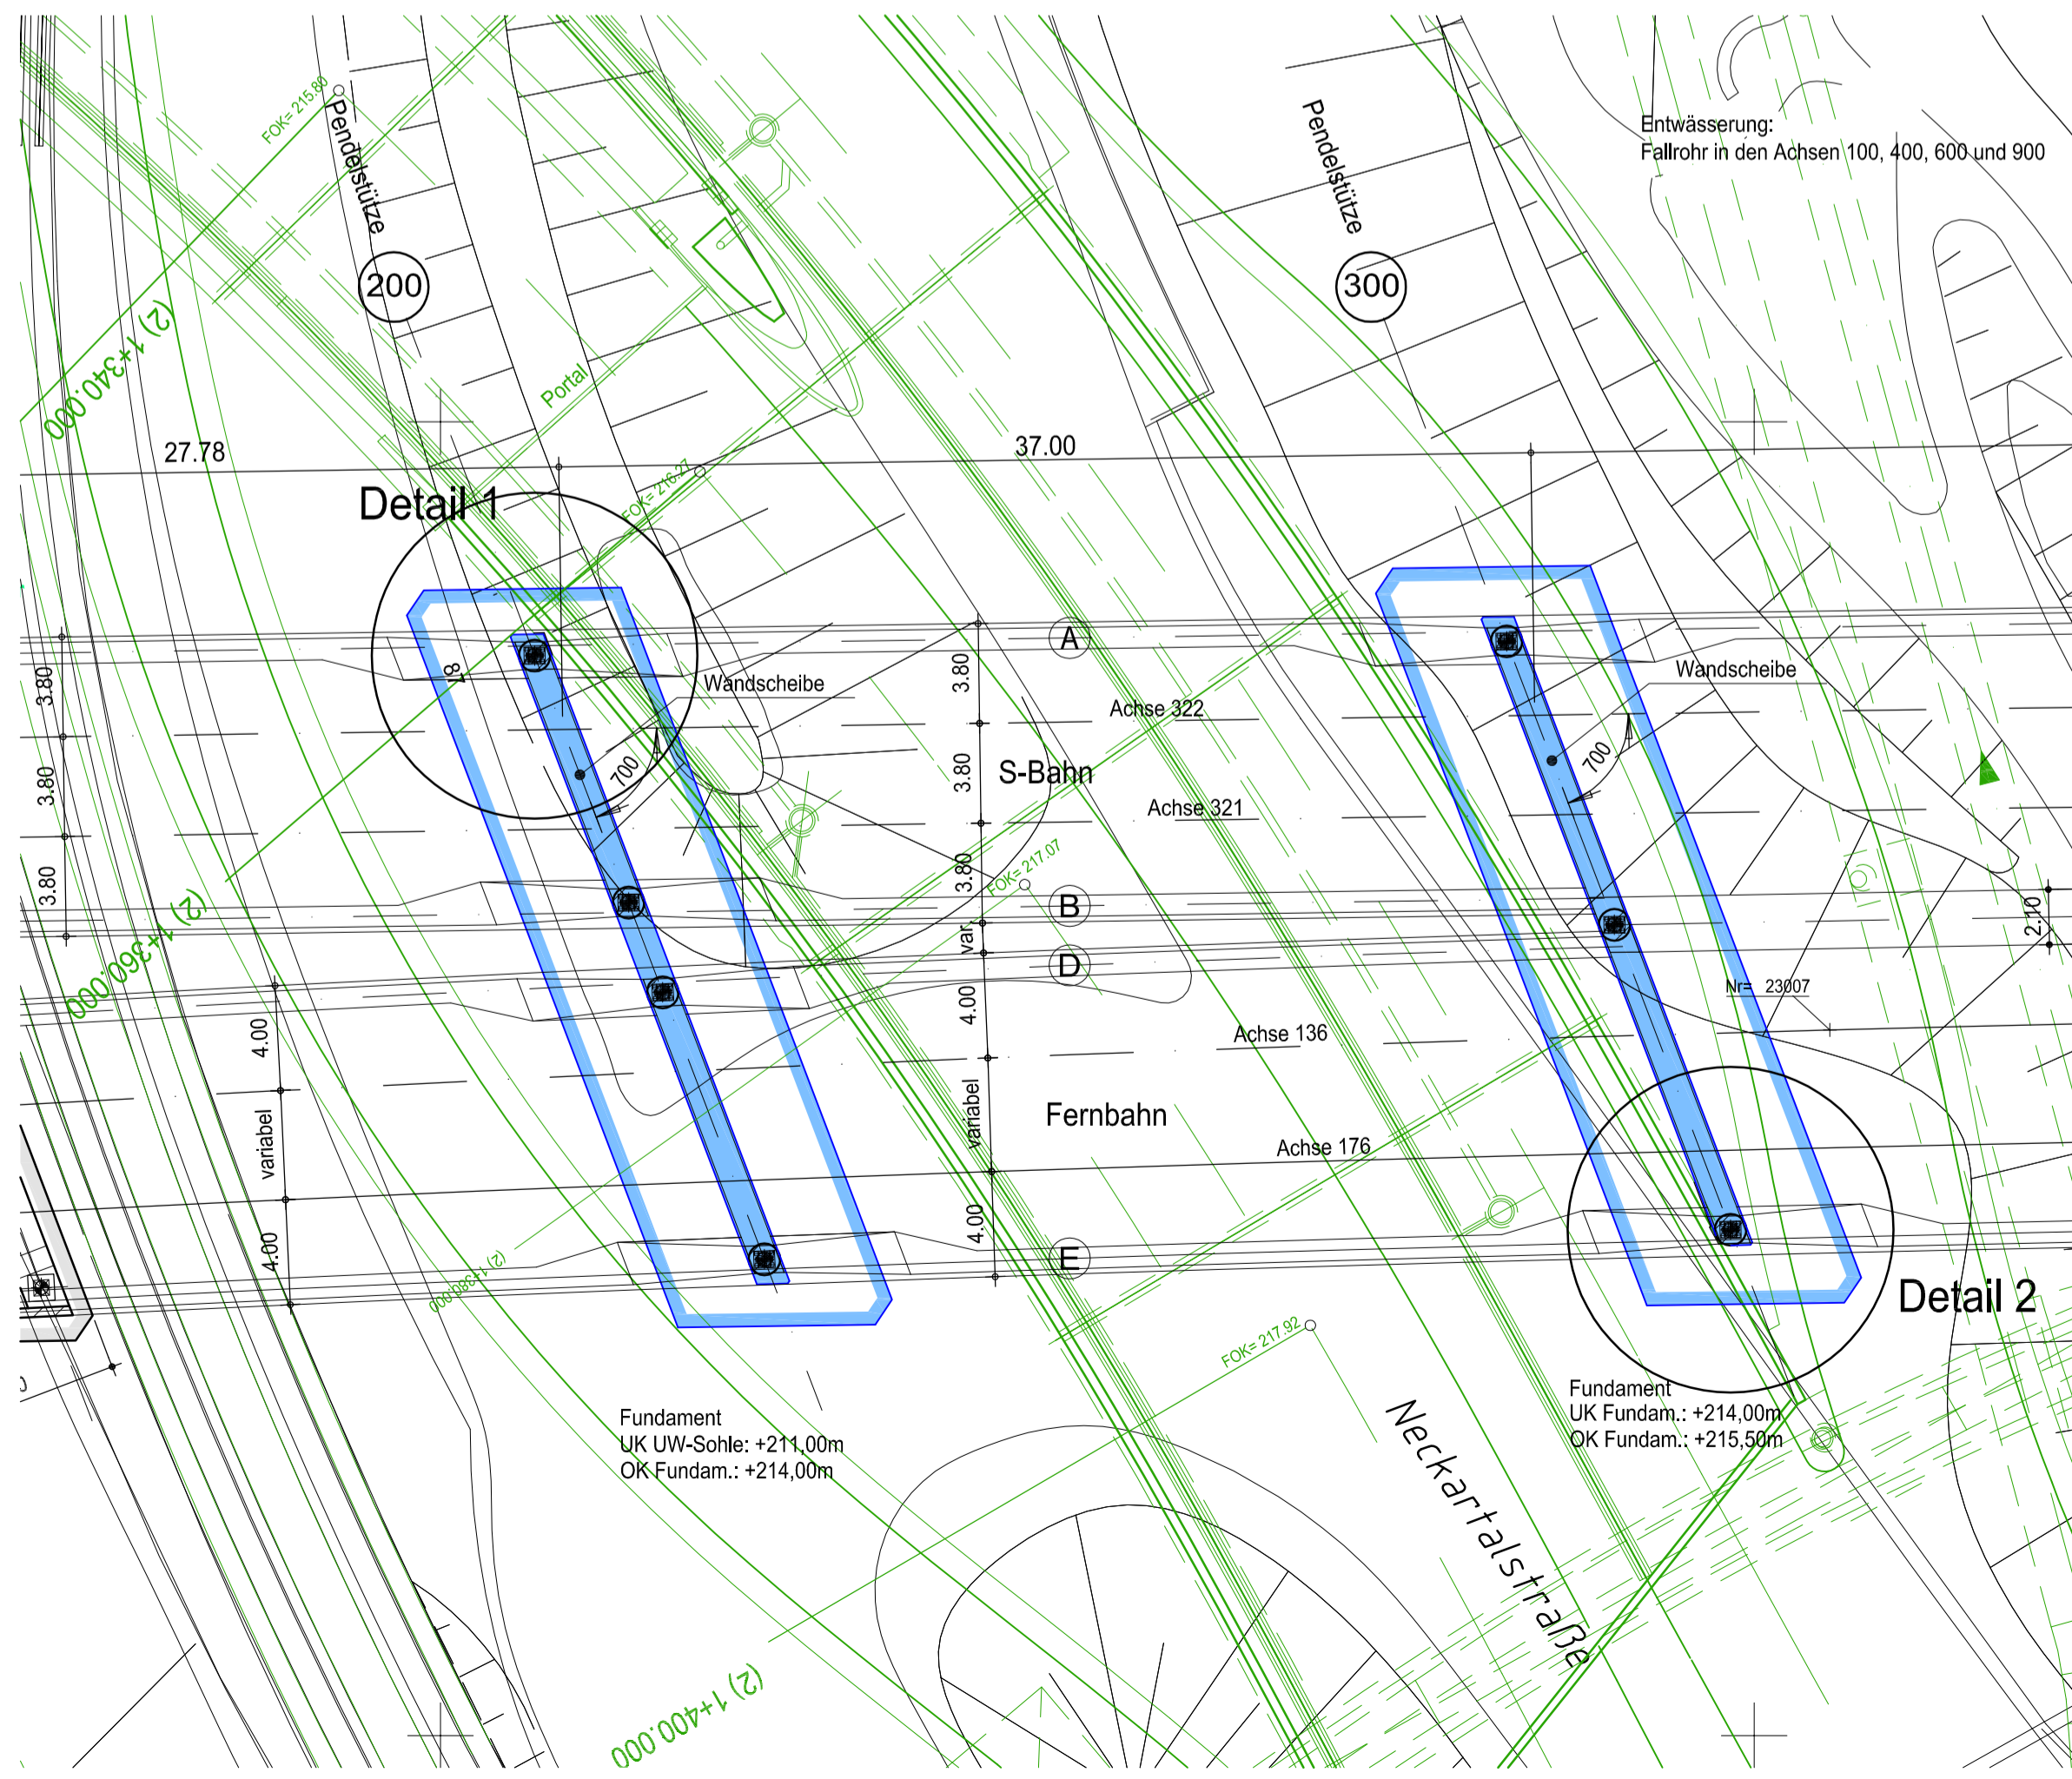 FOK= 215.80
Pendelstütze
200
Pendelstütze
300
Entwässerung:
Fallrohr in den Achsen 100, 400, 600 und 900
(2) 1+340.000
Portal
27.78
37.00
Detail 1
FOK= 216.27
A
81
3.80
3.80
3.80
3.80
3.80
3.80
Wandscheibe
Wandscheibe
700
700
Achse 322
S-Bahn
Achse 321
FOK= 217.07
B
var.
D
2.10
(2) 1+360.000
Nr= 23007
4.00
4.00
Achse 136
variabel
variabel
Fernbahn
Achse 176
4.00
4.00
E
(2) 1+380.000
Detail 2
FOK= 217.92
Fundament
UK UW-Sohle: +211,00m
OK Fundam.: +214,00m
Fundament
UK Fundam.: +214,00m
OK Fundam.: +215,50m
Neckartalstraße
(2) 1+400.000